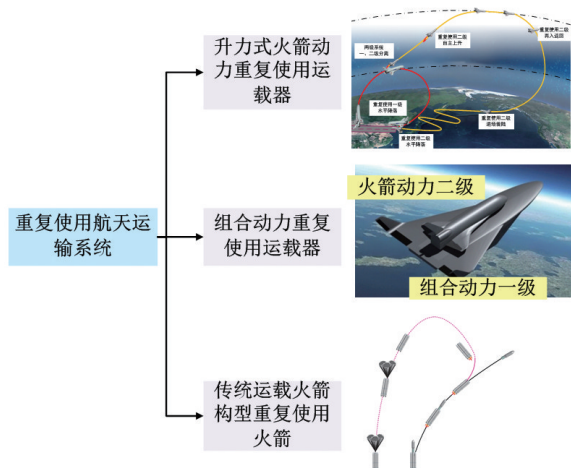 升力式火箭动
力重复使用运
载器
两级系统
一、二级分离
重复使用二级
自主上升
重复使用二级
再入返回
重复使用一级
水平降落
重复使用二级
水平降落
重复使用二级
进场着陆
重复使用航天运
输系统
组合动力重复
使用运载器
火箭动力二级
组合动力一级
传统运载火箭
构型重复使用
火箭